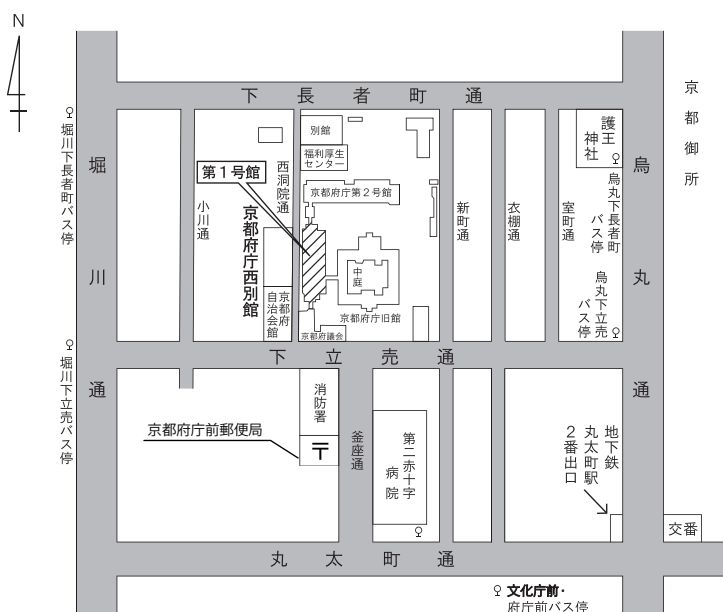 N
下長者町通
京都御所
堀川下長者町バス停
堀川通
小川通
西洞院通
第1号館
京都府庁西別館
京都府
自治会館
別館
福利厚生
センター
京都府庁第2号館
中庭
京都府庁旧館
京都府議会
新町通
衣棚通
室町通
護王
神社
烏丸下長者町
バス停
烏丸下立売
バス停
烏丸通
下立売通
堀川下立売バス停
消防署
京都府庁前郵便局
〒
釜座通
第二赤十字
病院
地下鉄
丸太町駅
2番出口
交番
丸太町通
文化庁前・
府庁前バス停